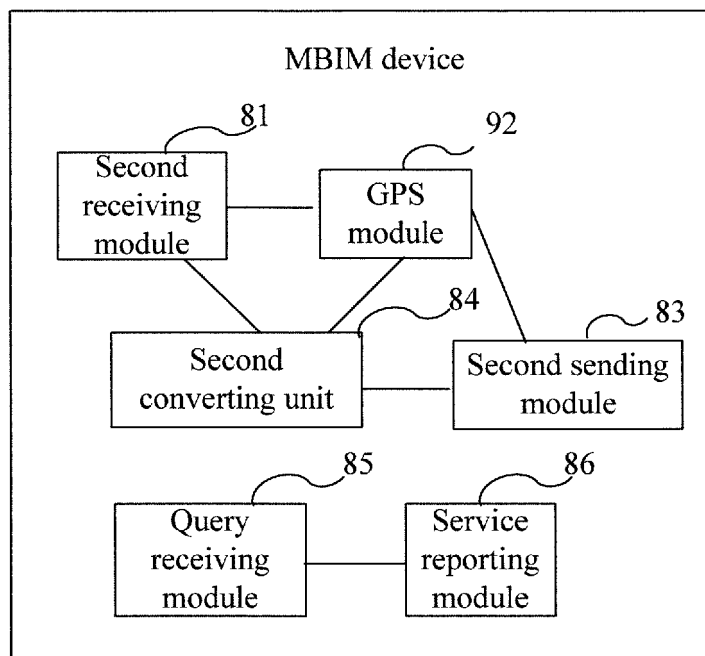 MBIM device
81
Second
receiving
module
92
GPS
module
84
Second
converting unit
83
Second sending
module
85
Query
receiving
module
86
Service
reporting
module